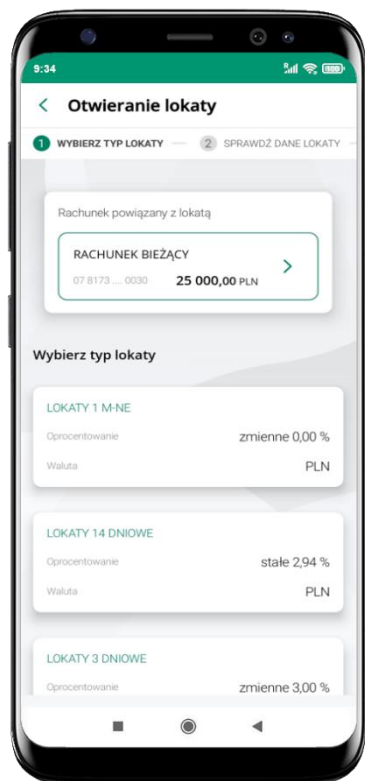 9:34
Otwieranie lokaty
1 WYBIERZ TYP LOKATY — 2 SPRAWDŹ DANE LOKATY
Rachunek powiązany z lokatą
RACHUNEK BIEŻĄCY
07 8173 .... 0030 25 000,00 PLN
Wybierz typ lokaty
LOKATY 1 M-NE
Oprocentowanie zmienne 0,00 %
Waluta PLN
LOKATY 14 DNIOWE
Oprocentowanie stałe 2,94 %
Waluta PLN
LOKATY 3 DNIOWE
Oprocentowanie zmienne 3,00 %